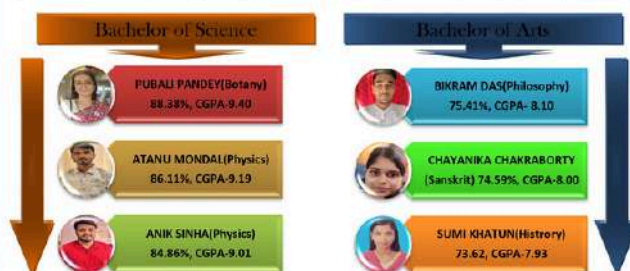 Bachelor of Science
PUBALI PANDEY(Botany)
88.38%, CGPA-9.40
ATANU MONDAL(Physics)
86.11%, CGPA-9.19
ANIK SINHA(Physics)
84.86%, CGPA-9.01
Bachelor of Arts
BIKRAM DAS(Philosophy)
75.41%, CGPA- 8.10
CHAYANIKA CHAKRABORTY
(Sanskrit) 74.59%, CGPA-8.00
SUMI KHATUN(Histrory)
73.62, CGPA-7.93